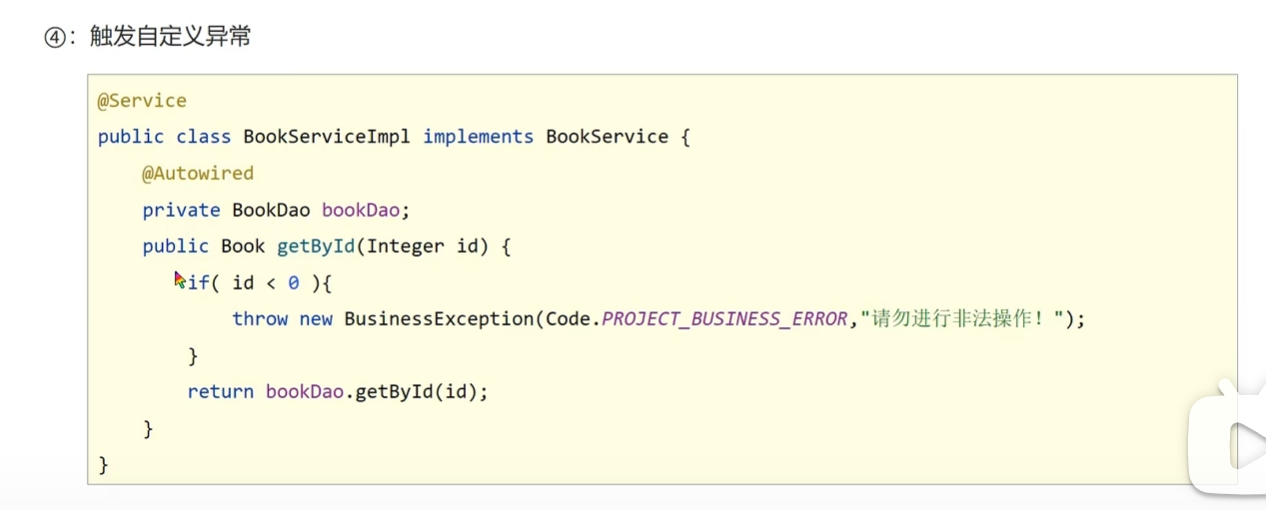 ④：触发自定义异常
@Service
public class BookServiceImpl implements BookService {
@Autowired
private BookDao bookDao;
public Book getById(Integer id) {
if( id < 0 ){
throw new BusinessException(Code.PROJECT_BUSINESS_ERROR,"请勿进行非法操作！");
}
return bookDao.getById(id);
}
}